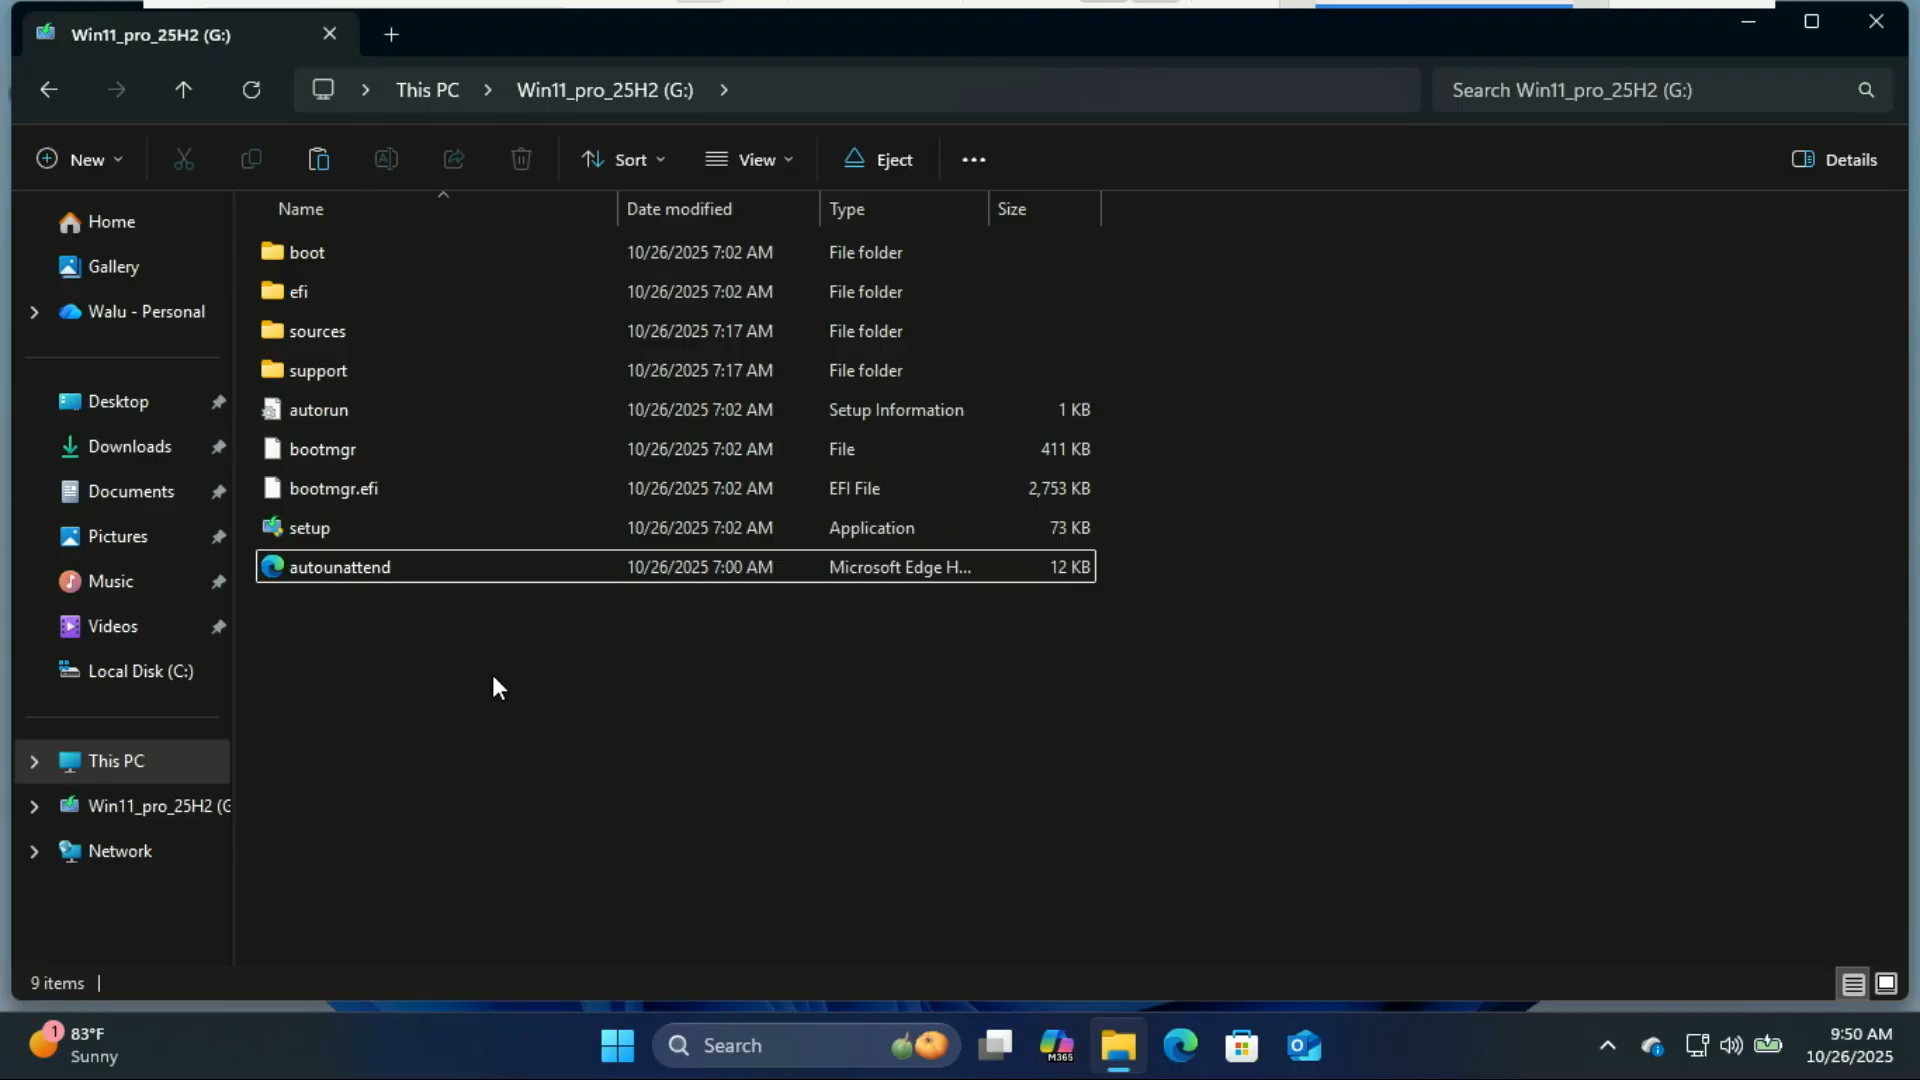 Win11_pro_25H2 (G:)
This PC
Win11_pro_25H2 (G:)
Search Win11_pro_25H2 (G:)
New
Sort
View
Eject
Details
Name
Date modified
Type
Size
Home
Gallery
Walu - Personal
Desktop
Downloads
Documents
Pictures
Music
Videos
Local Disk (C:)
This PC
Win11_pro_25H2 (G
Network
boot 10/26/2025 7:02 AM File folder
efi 10/26/2025 7:02 AM File folder
sources 10/26/2025 7:17 AM File folder
support 10/26/2025 7:17 AM File folder
autorun 10/26/2025 7:02 AM Setup Information 1 KB
bootmgr 10/26/2025 7:02 AM File 411 KB
bootmgr.efi 10/26/2025 7:02 AM EFI File 2,753 KB
setup 10/26/2025 7:02 AM Application 73 KB
autounattend 10/26/2025 7:00 AM Microsoft Edge H... 12 KB
9 items
1
83°F
Sunny
Search
M365
9:50 AM
10/26/2025